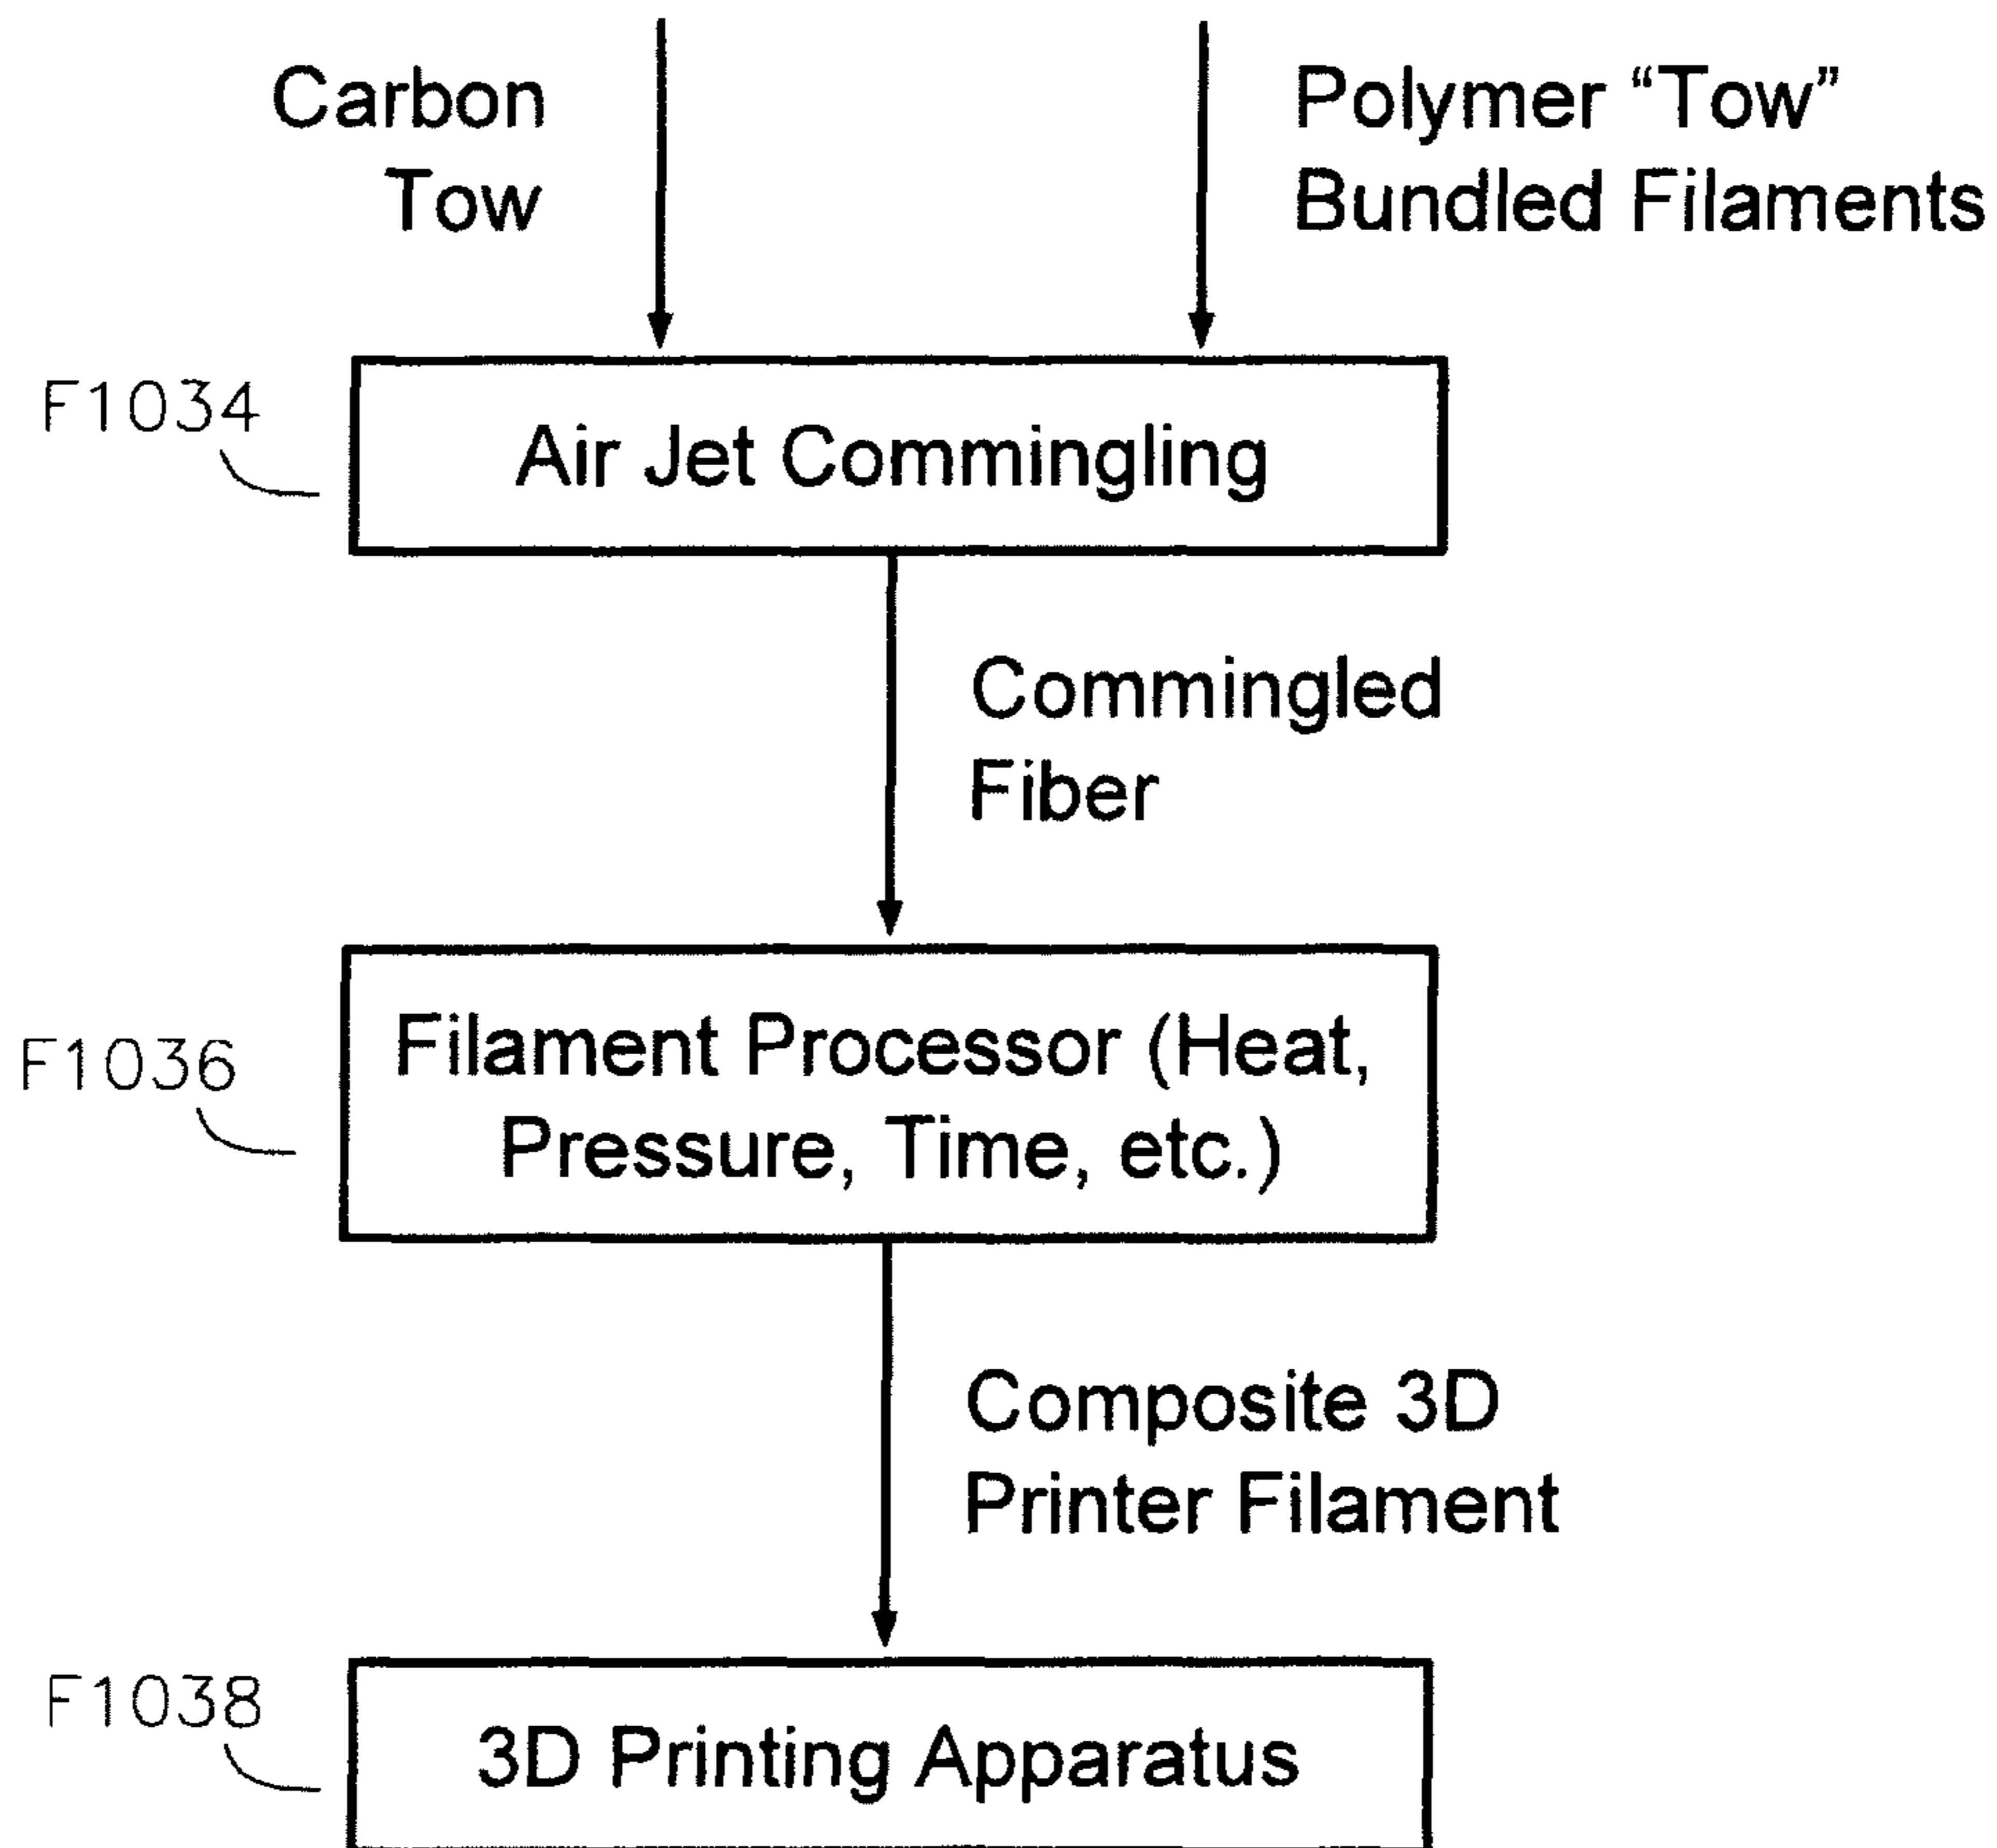 Carbon
Tow
Polymer “Tow”
Bundled Filaments
F1034
Air Jet Commingling
Commingled
Fiber
F1036
Filament Processor (Heat,
Pressure, Time, etc.)
Composite 3D
Printer Filament
F1038
3D Printing Apparatus